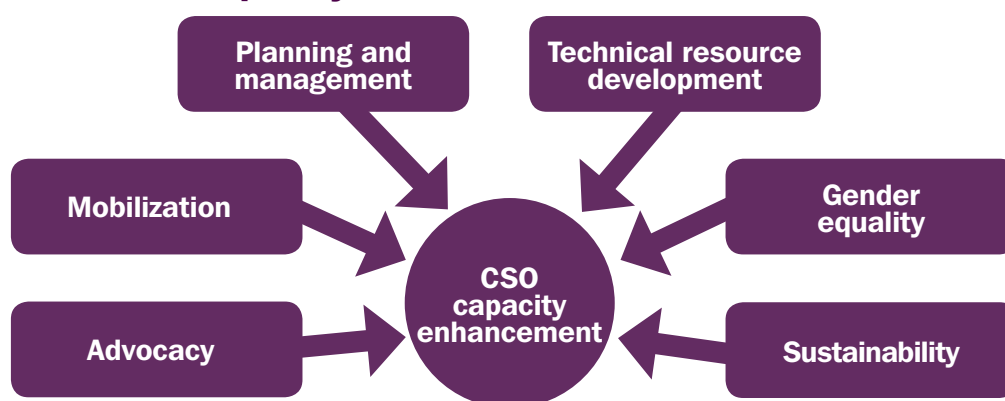 Planning and
management
Technical resource
development
Mobilization
Gender
equality
CSO
capacity
enhancement
Advocacy
Sustainability